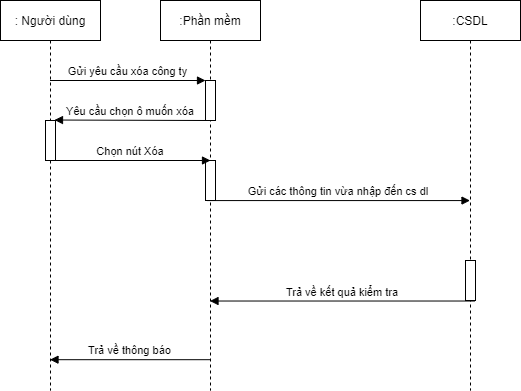 : Người dùng
:Phần mềm
:CSDL
Gửi yêu cầu xóa công ty
Yêu cầu chọn ô muốn xóa
Chọn nút Xóa
Gửi các thông tin vừa nhập đến cs dl
Trả về kết quả kiểm tra
Trả về thông báo